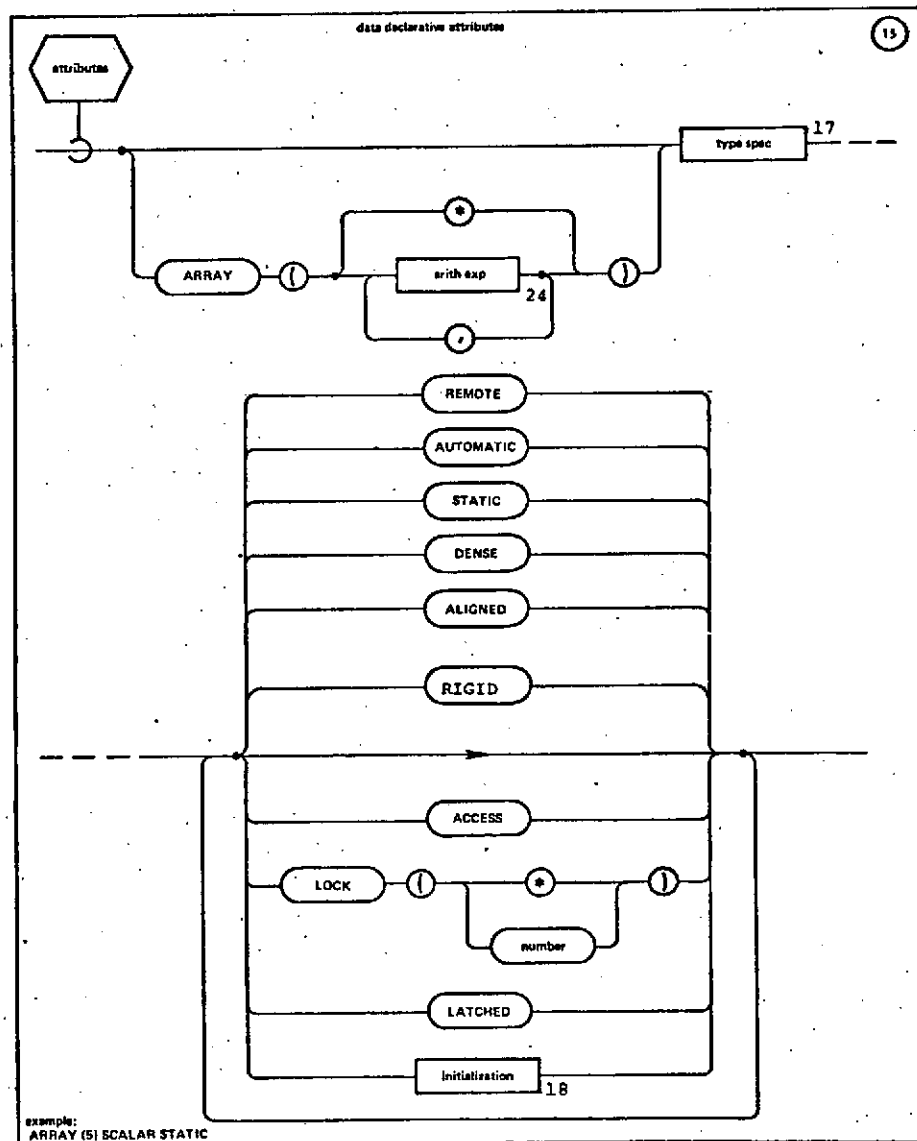 data declarative attributes
15
attributes
type spec
17
*
ARRAY
(
arith exp
24
)
,
REMOTE
AUTOMATIC
STATIC
DENSE
ALIGNED
RIGID
ACCESS
LOCK
(
*
)
number
LATCHED
initialization
18
example:
ARRAY (5) SCALAR STATIC